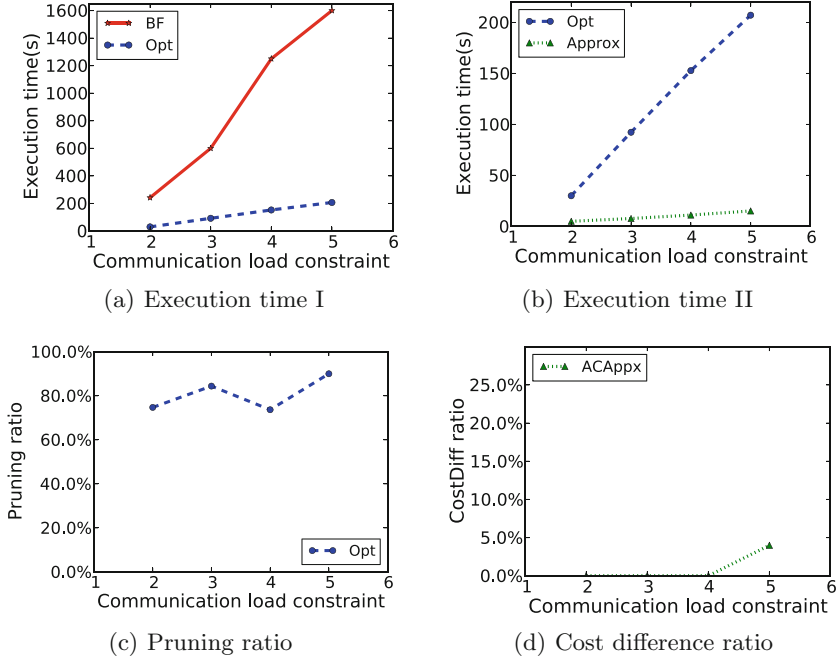 1600
1400
1200
1000
800
600
400
200
0
Execution time(s)
BF
Opt
1 2 3 4 5 6
Communication load constraint
(a) Execution time I
200
150
100
50
0
Execution time(s)
Opt
Approx
1 2 3 4 5 6
Communication load constraint
(b) Execution time II
100.0%
80.0%
60.0%
40.0%
20.0%
0.0%
Pruning ratio
Opt
1 2 3 4 5 6
Communication load constraint
(c) Pruning ratio
25.0%
20.0%
15.0%
10.0%
5.0%
0.0%
CostDiff ratio
ACAppx
1 2 3 4 5 6
Communication load constraint
(d) Cost difference ratio